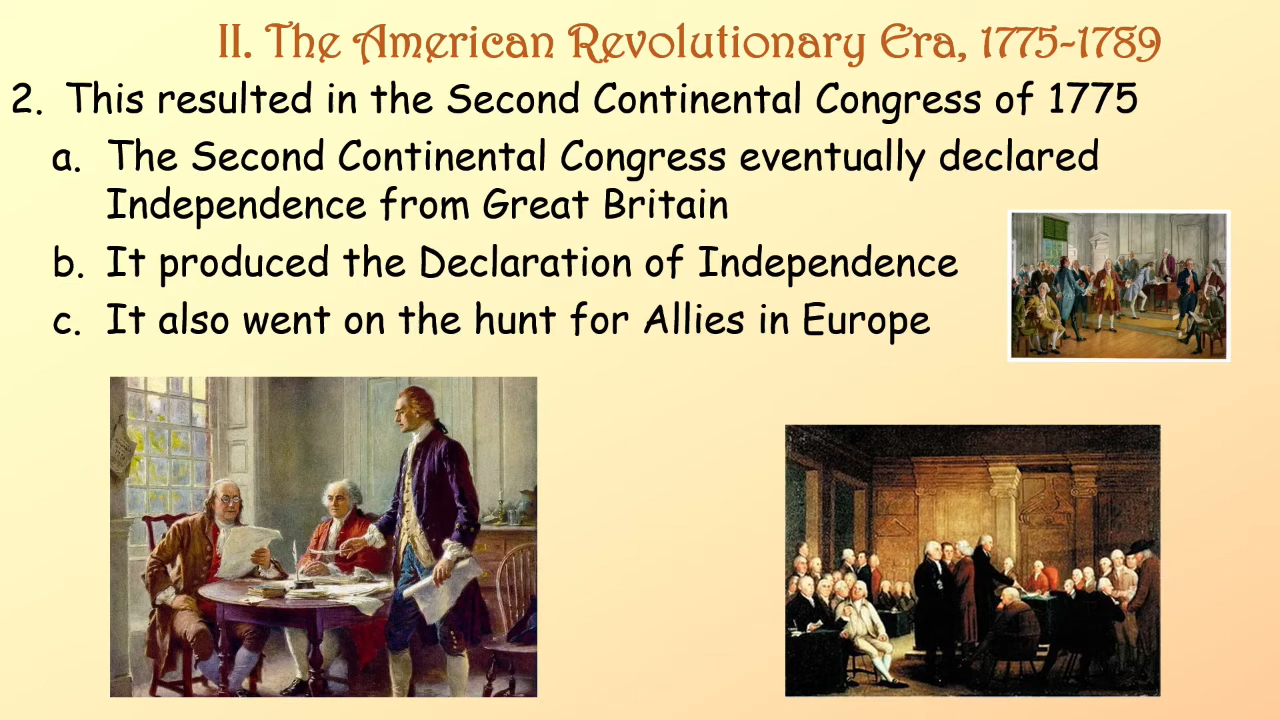 II. The American Revolutionary Era, 1775-1789
2. This resulted in the Second Continental Congress of 1775
a. The Second Continental Congress eventually declared
Independence from Great Britain
b. It produced the Declaration of Independence
c. It also went on the hunt for Allies in Europe